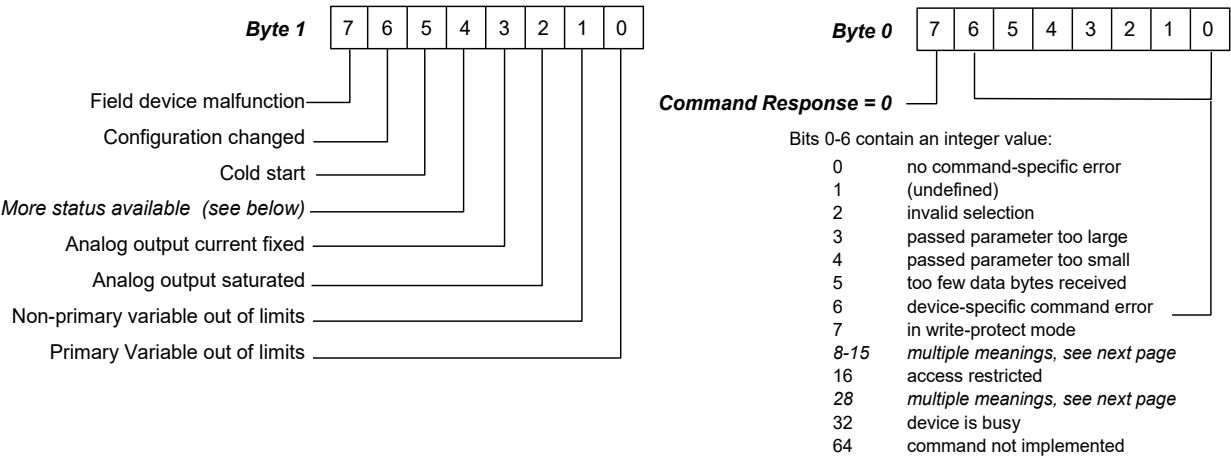 Byte 1 7 6 5 4 3 2 1 0
Field device malfunction
Configuration changed
Cold start
More status available (see below)
Analog output current fixed
Analog output saturated
Non-primary variable out of limits
Primary Variable out of limits
Byte 0 7 6 5 4 3 2 1 0
Command Response = 0
Bits 0-6 contain an integer value:
0 no command-specific error
1 (undefined)
2 invalid selection
3 passed parameter too large
4 passed parameter too small
5 too few data bytes received
6 device-specific command error
7 in write-protect mode
8-15 multiple meanings, see next page
16 access restricted
28 multiple meanings, see next page
32 device is busy
64 command not implemented